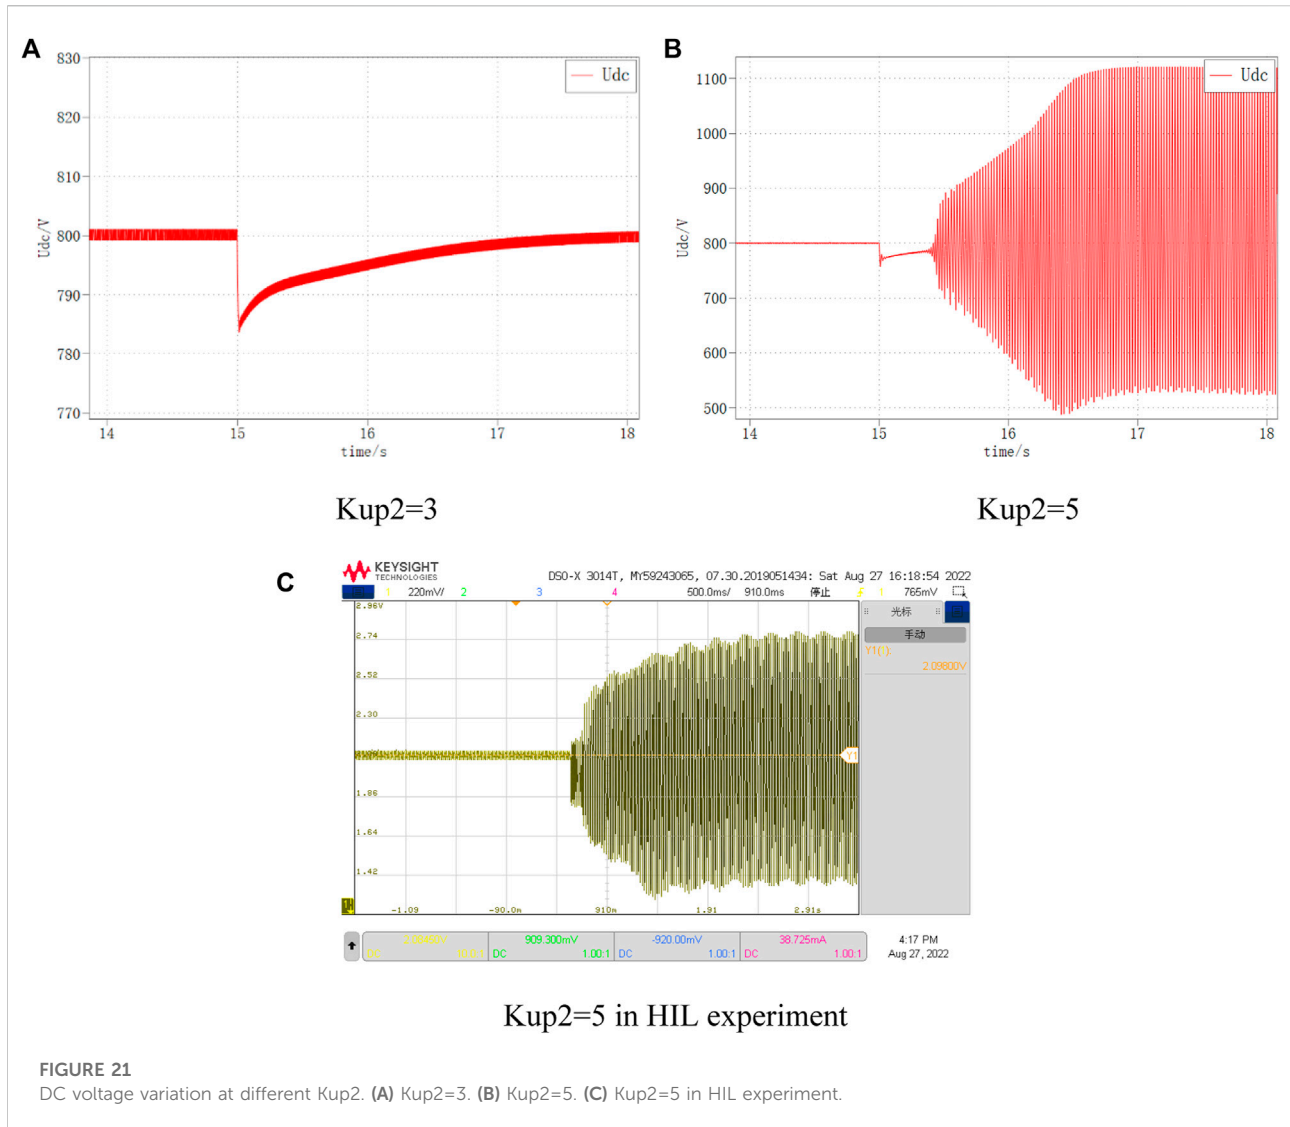 A
830
820
810
800
790
780
770
Udc/V
Udc
14
15
16
17
18
time/s
Kup2=3
B
1100
1000
900
800
700
600
500
Udc/V
Udc
14
15
16
17
18
time/s
Kup2=5
C
KEYSIGHT
TECHNOLOGIES
DSO-X 3014T, MY59243065, 07.30.2019051434: Sat Aug 27 16:18:54 2022
1 220mV/ 2 3 4 500.0ms/ 910.0ms 停止 1 765mV
2.96V
2.74
2.52
2.30
1.86
1.64
1.42
-1.09 -90.0m 910m 1.91 2.91s
Y1
光标
手动
Y1( ):
2.09800V
909.300mV -920.00mV 38.725mA
DC DC 1.00:1 DC 1.00:1 DC 1.00:1
4:17 PM
Aug 27, 2022
Kup2=5 in HIL experiment
FIGURE 21
DC voltage variation at different Kup2. (A) Kup2=3. (B) Kup2=5. (C) Kup2=5 in HIL experiment.